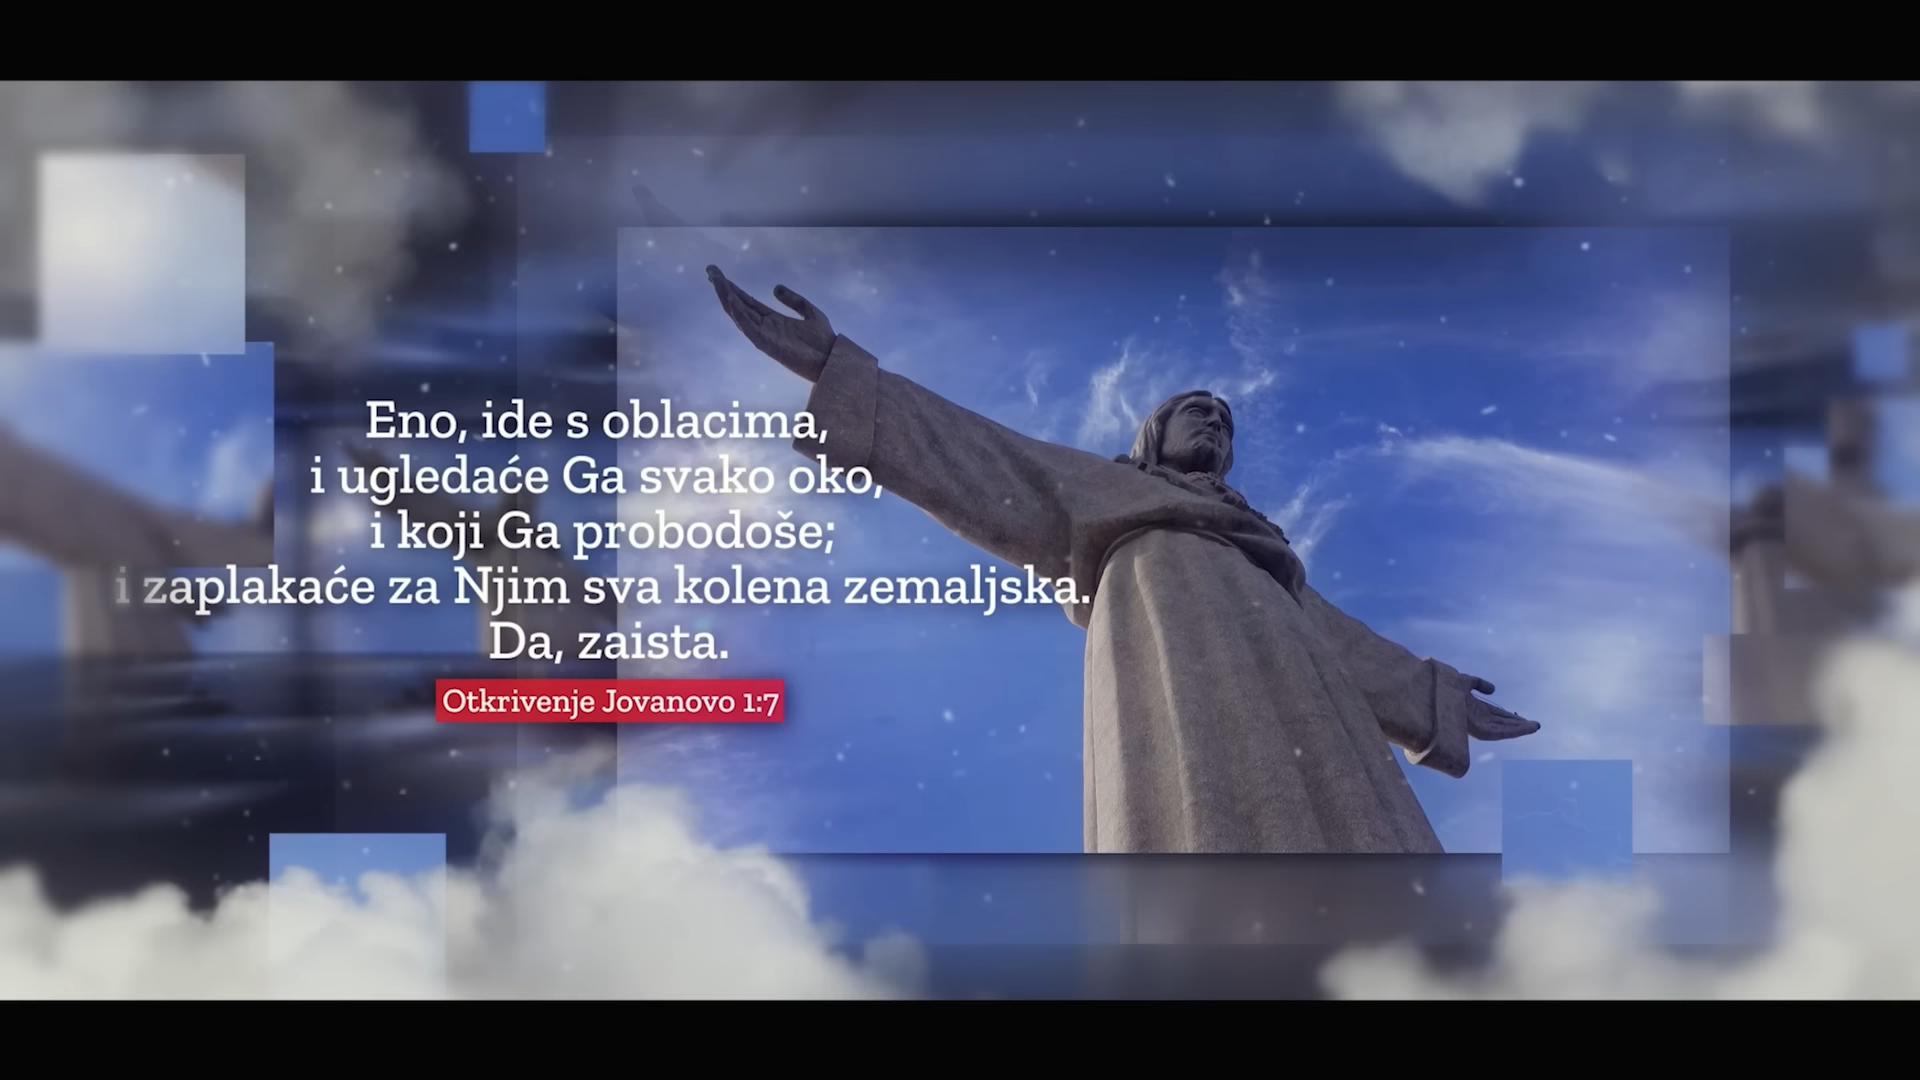 Eno, ide s oblacima,
i ugledaće Ga svako oko,
i koji Ga probodoše;
i zaplakaće za Njim sva kolena zemaljska.
Da, zaista.
Otkrivenje Jovanovo 1:7